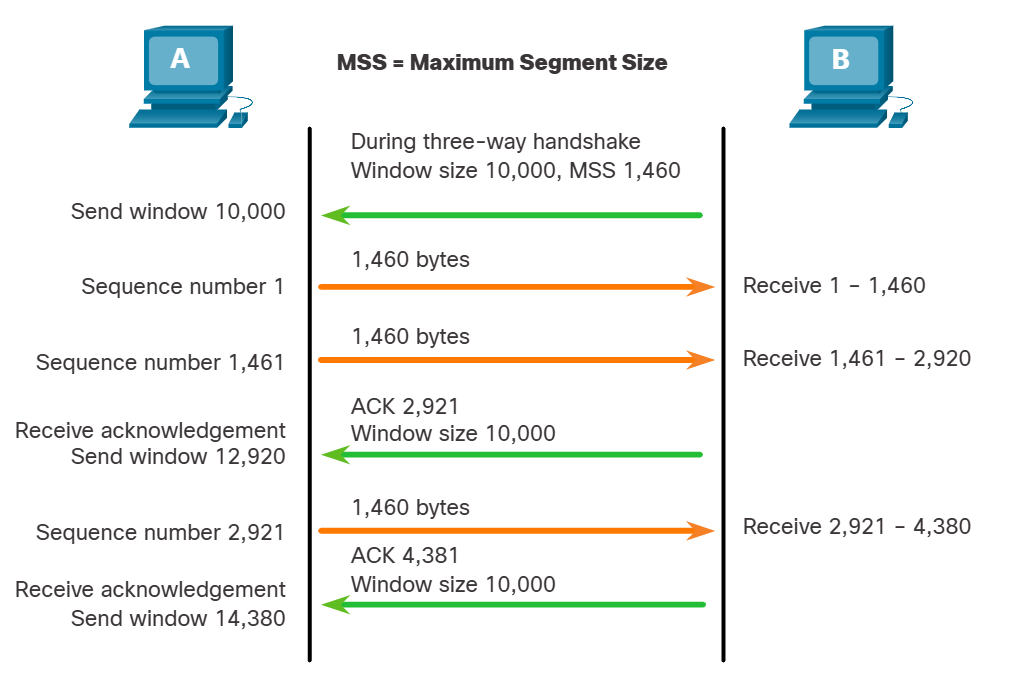 A
MSS = Maximum Segment Size
B
During three-way handshake
Window size 10,000, MSS 1,460
Send window 10,000
1,460 bytes
Sequence number 1
Receive 1 – 1,460
1,460 bytes
Sequence number 1,461
Receive 1,461 – 2,920
ACK 2,921
Window size 10,000
Receive acknowledgement
Send window 12,920
1,460 bytes
Sequence number 2,921
Receive 2,921 – 4,380
ACK 4,381
Window size 10,000
Receive acknowledgement
Send window 14,380